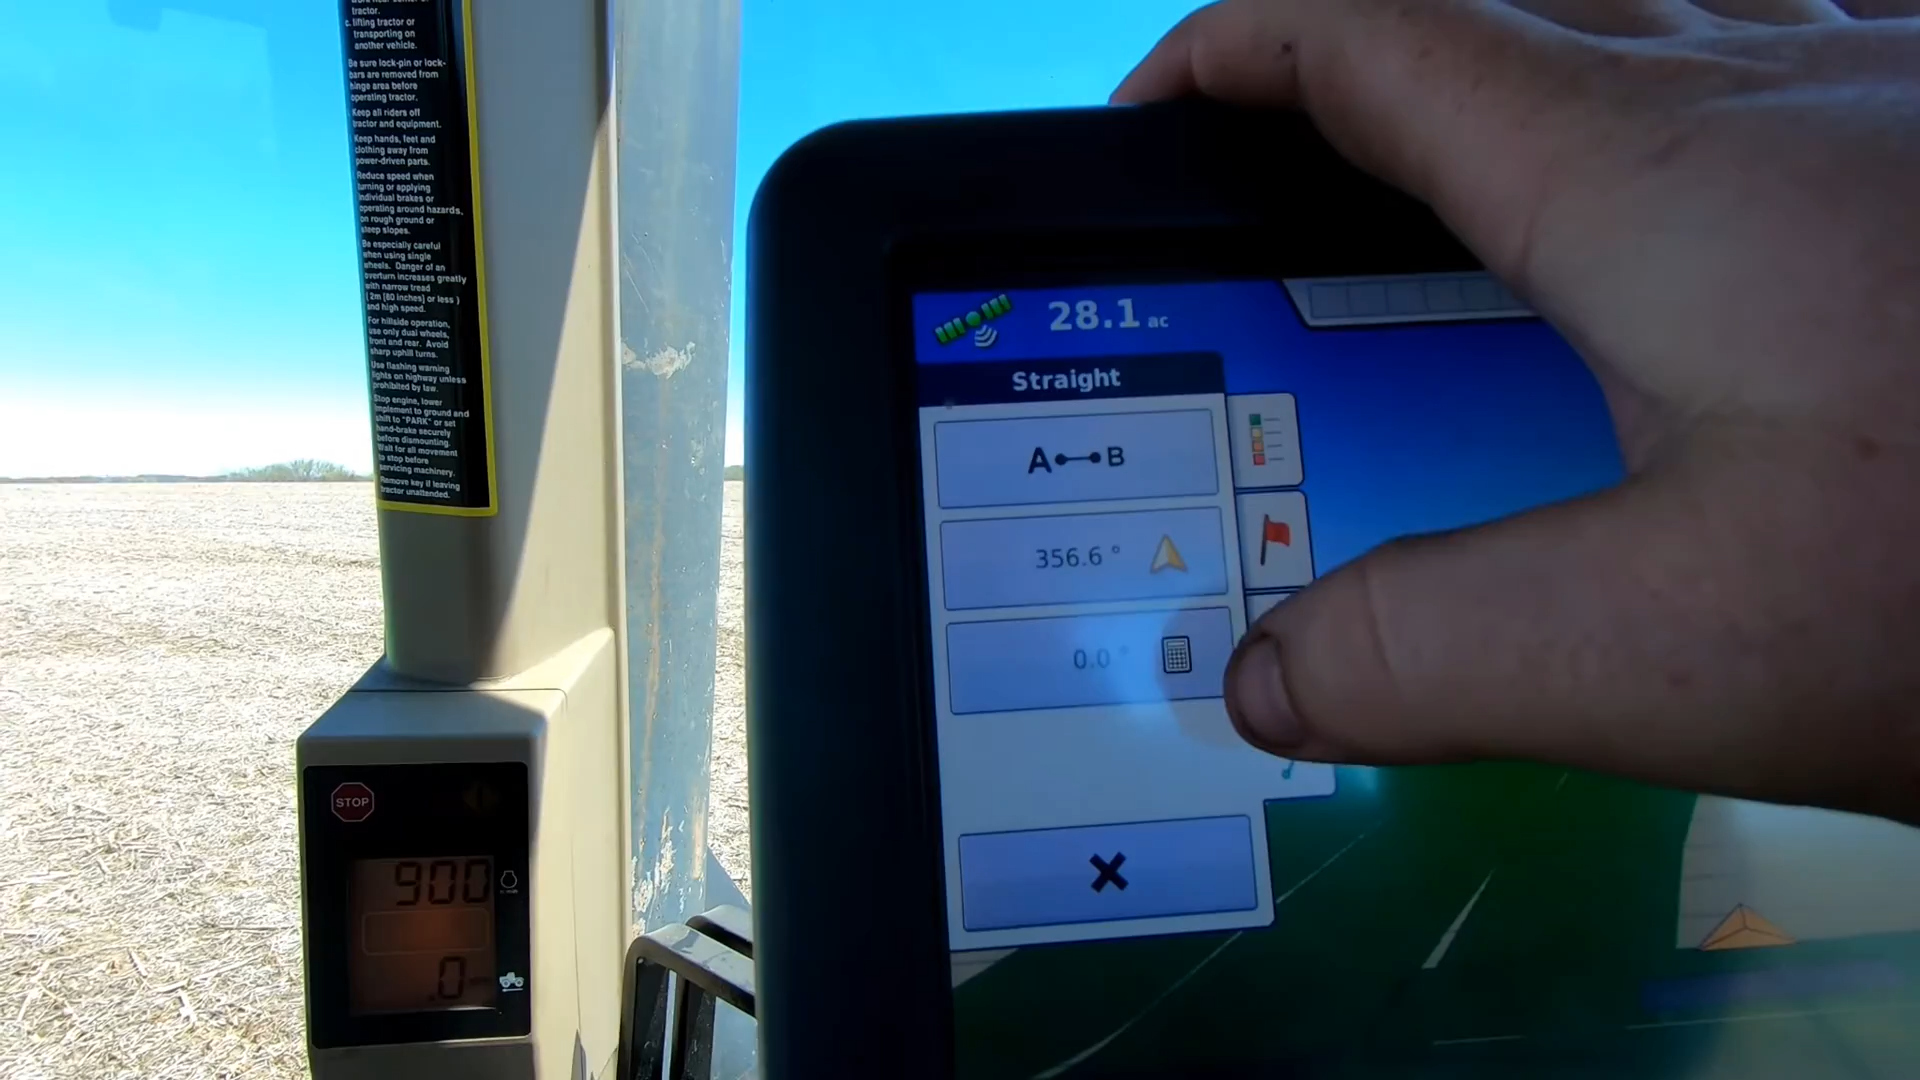 tractor.
c. lifting tractor or
transporting on
another vehicle.
Be sure lock-pin or lock-
bars are removed from
hinge area before
operating tractor.
Keep all riders off
tractor and equipment.
Keep hands, feet and
clothing away from
power-driven parts.
Reduce speed when
turning or applying
individual brakes or
operating around hazards,
on rough ground or
steep slopes.
Be especially careful
when using single
wheels. Danger of an
overturn increases greatly
with narrow tread
(2m [80 inches] or less )
and high speed.
For hillside operation,
use only dual wheels,
front and rear. Avoid
sharp uphill turns.
Use flashing warning
lights on highway unless
prohibited by law.
Stop engine, lower
implement to ground and
shift to "PARK" or set
hand-brake securely
before dismounting.
Wait for all movement
to stop before
servicing machinery.
Remove key if leaving
tractor unattended.
STOP
900
.0
28.1 ac
Straight
A B
356.6 °
0.0 °